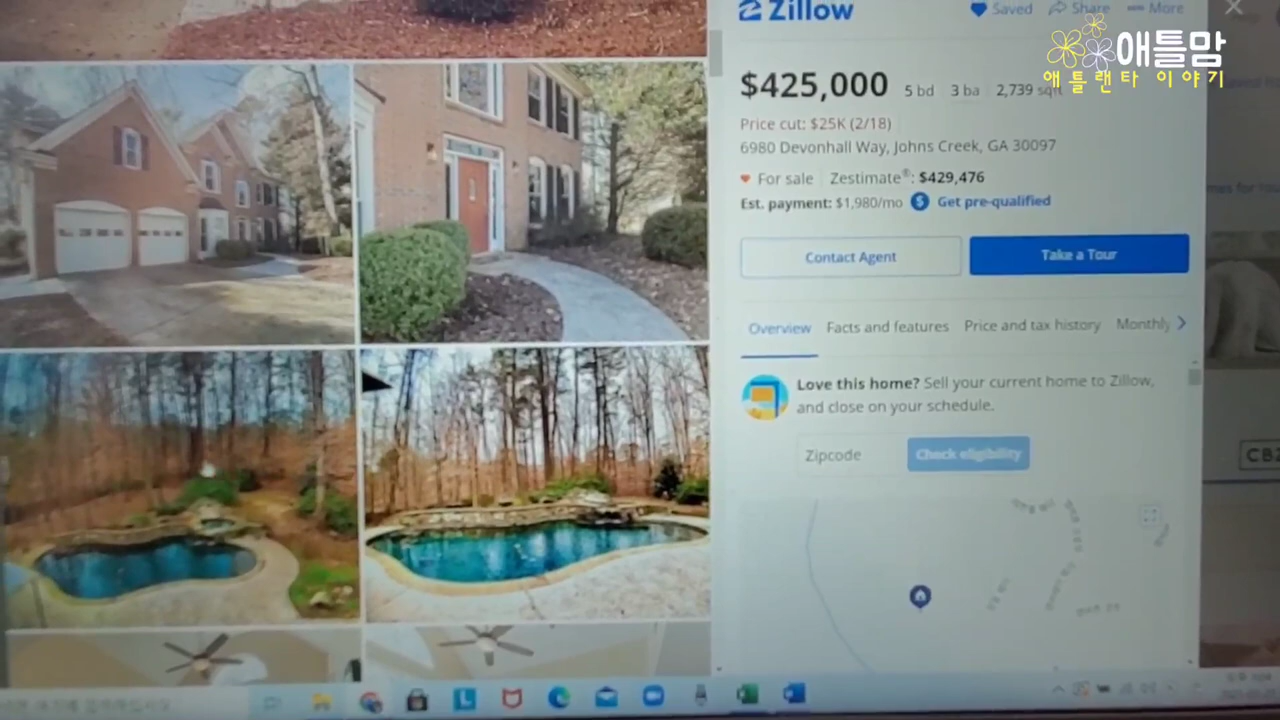 Zillow
Saved Share More
애틀맘
애틀랜타 이야기
$425,000 5 bd 3 ba 2,739 sqft
Price cut: $25K (2/18)
6980 Devonhall Way, Johns Creek, GA 30097
For sale Zestimate®: $429,476
Est. payment: $1,980/mo $ Get pre-qualified
Contact Agent Take a Tour
Overview Facts and features Price and tax history Monthly
Love this home? Sell your current home to Zillow,
and close on your schedule.
Zipcode Check eligibility